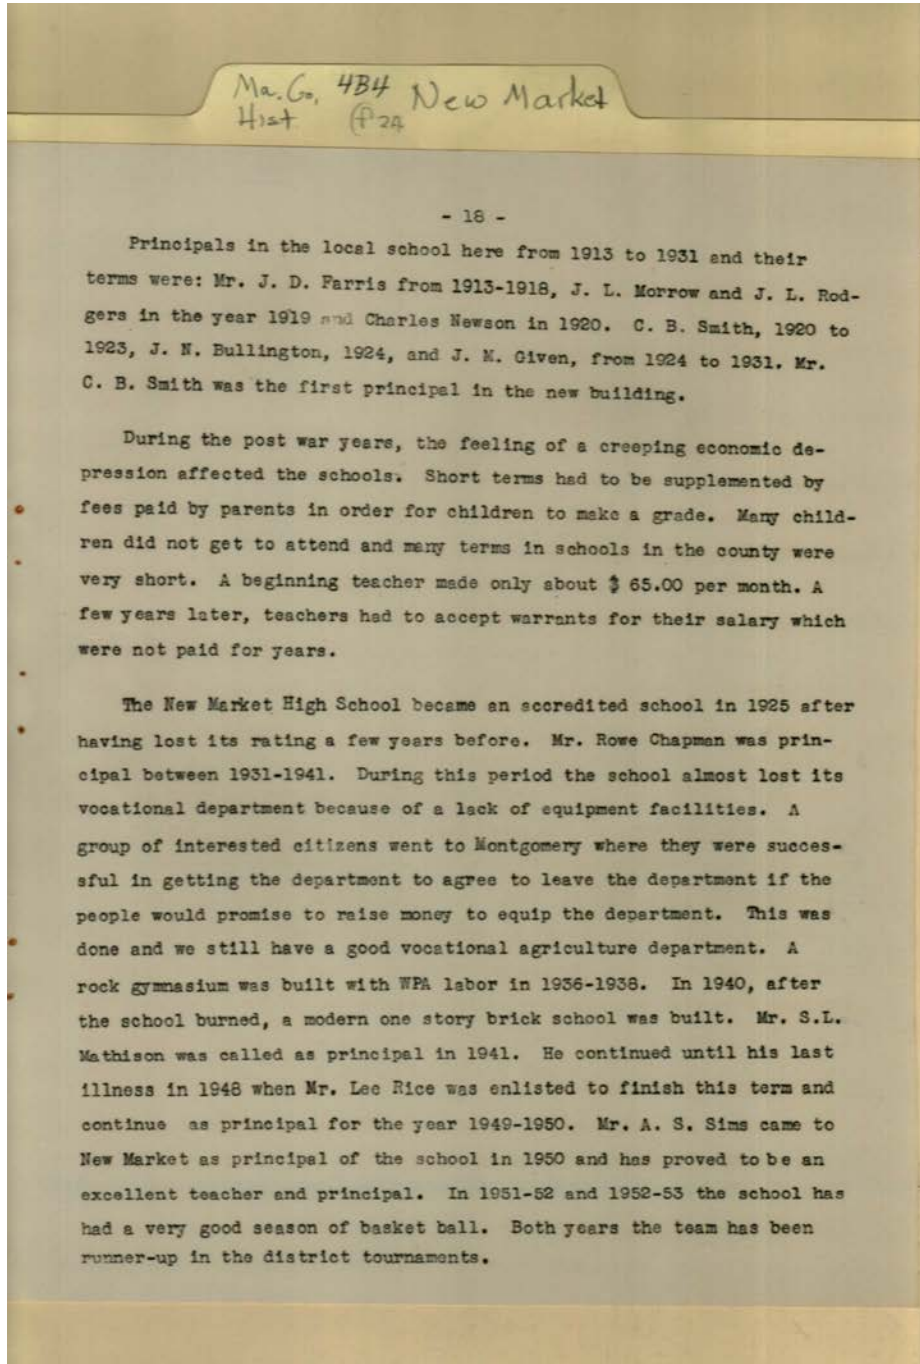 Ma. Co. 4B4 New Market
Hist
- 18 -
Principals in the local school here from 1913 to 1931 and their
terms were: Mr. J. D. Farris from 1913-1918, J. L. Morrow and J. L. Rod-
gers in the year 1919 and Charles Newson in 1920. C. B. Smith, 1920 to
1923, J. N. Bullington, 1924, and J. M. Given, from 1924 to 1931. Mr.
C. B. Smith was the first principal in the new building.
During the post war years, the feeling of a creeping economic de-
pression affected the schools. Short terms had to be supplemented by
fees paid by parents in order for children to make a grade. Many child-
ren did not get to attend and many terms in schools in the county were
very short. A beginning teacher made only about $ 65.00 per month. A
few years later, teachers had to accept warrants for their salary which
were not paid for years.
The New Market High School became an accredited school in 1925 after
having lost its rating a few years before. Mr. Rowe Chapman was prin-
cipal between 1931-1941. During this period the school almost lost its
vocational department because of a lack of equipment facilities. A
group of interested citizens went to Montgomery where they were succes-
sful in getting the department to agree to leave the department if the
people would promise to raise money to equip the department. This was
done and we still have a good vocational agriculture department. A
rock gymnasium was built with WPA labor in 1936-1938. In 1940, after
the school burned, a modern one story brick school was built. Mr. S.L.
Mathison was called as principal in 1941. He continued until his last
illness in 1948 when Mr. Lee Rice was enlisted to finish this term and
continue as principal for the year 1949-1950. Mr. A. S. Sims came to
New Market as principal of the school in 1950 and has proved to be an
excellent teacher and principal. In 1951-52 and 1952-53 the school has
had a very good season of basket ball. Both years the team has been
runner-up in the district tournaments.